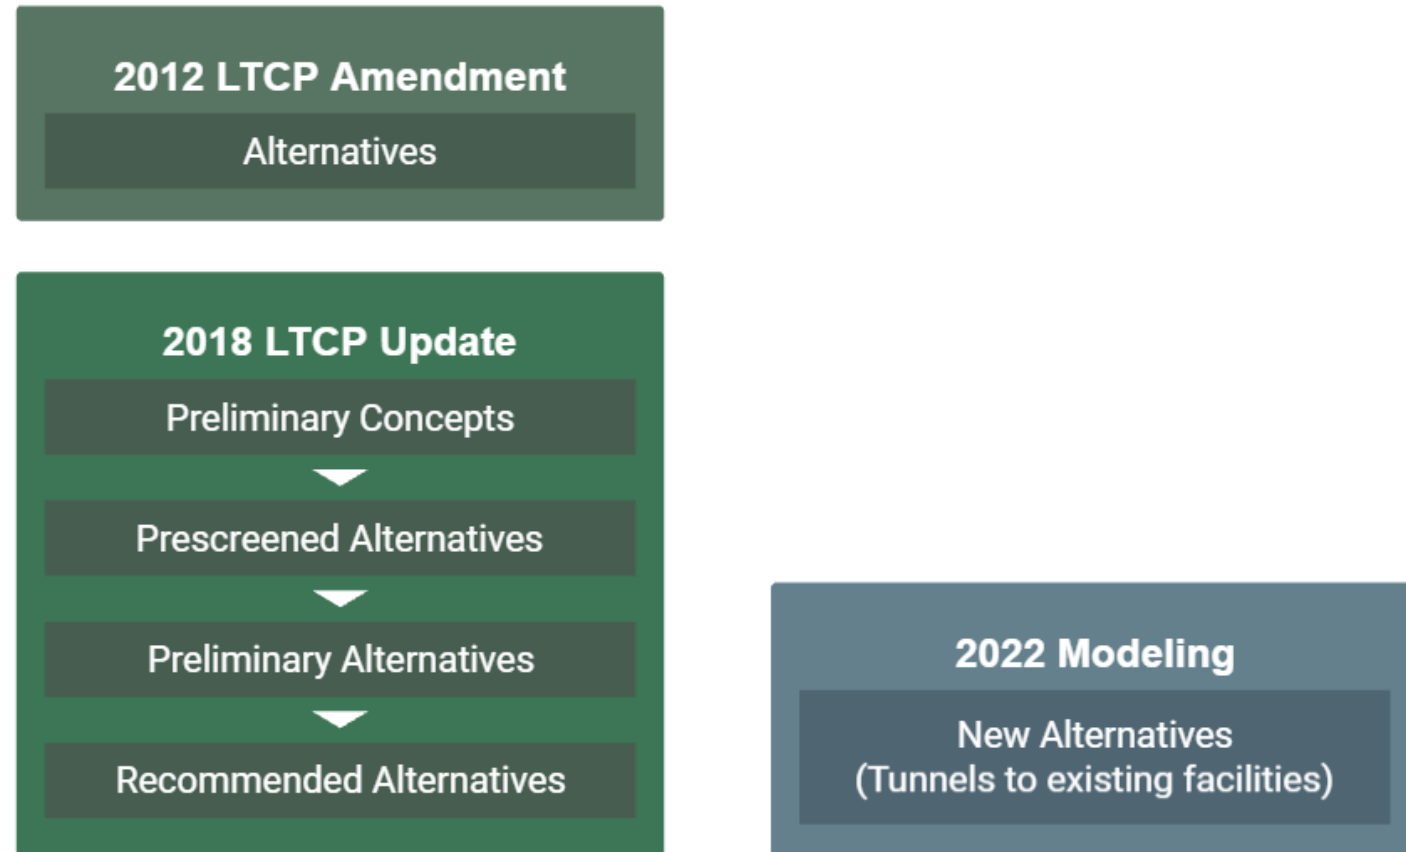 2012 LTCP Amendment
Alternatives
2018 LTCP Update
Preliminary Concepts
Prescreened Alternatives
Preliminary Alternatives
Recommended Alternatives
2022 Modeling
New Alternatives
(Tunnels to existing facilities)